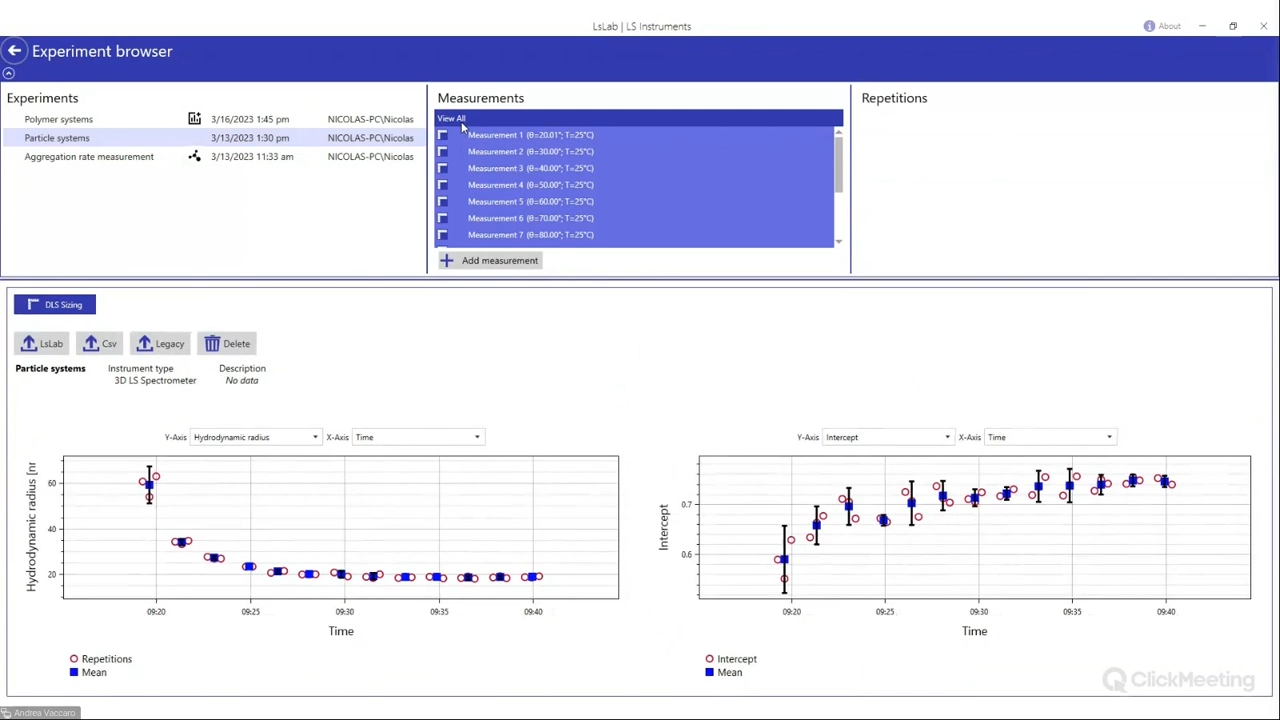 LsLab | LS Instruments
About
Experiment browser
Experiments
Polymer systems 3/16/2023 1:45 pm NICOLAS-PC\Nicolas
Particle systems 3/13/2023 1:30 pm NICOLAS-PC\Nicolas
Aggregation rate measurement 3/13/2023 11:33 am NICOLAS-PC\Nicolas
Measurements
View All
Measurement 1 (θ=20.01°; T=25°C)
Measurement 2 (θ=30.00°; T=25°C)
Measurement 3 (θ=40.00°; T=25°C)
Measurement 4 (θ=50.00°; T=25°C)
Measurement 5 (θ=60.00°; T=25°C)
Measurement 6 (θ=70.00°; T=25°C)
Measurement 7 (θ=80.00°; T=25°C)
Add measurement
Repetitions
DLS Sizing
LsLab Csv Legacy Delete
Particle systems Instrument type Description
3D LS Spectrometer No data
Y-Axis Hydrodynamic radius X-Axis Time
Hydrodynamic radius [nr
60
40
20
09:20 09:25 09:30 09:35 09:40
Time
Repetitions
Mean
Y-Axis Intercept X-Axis Time
Intercept
0.7
0.6
09:20 09:25 09:30 09:35 09:40
Time
Intercept
Mean
ClickMeeting
Andrea Vaccaro